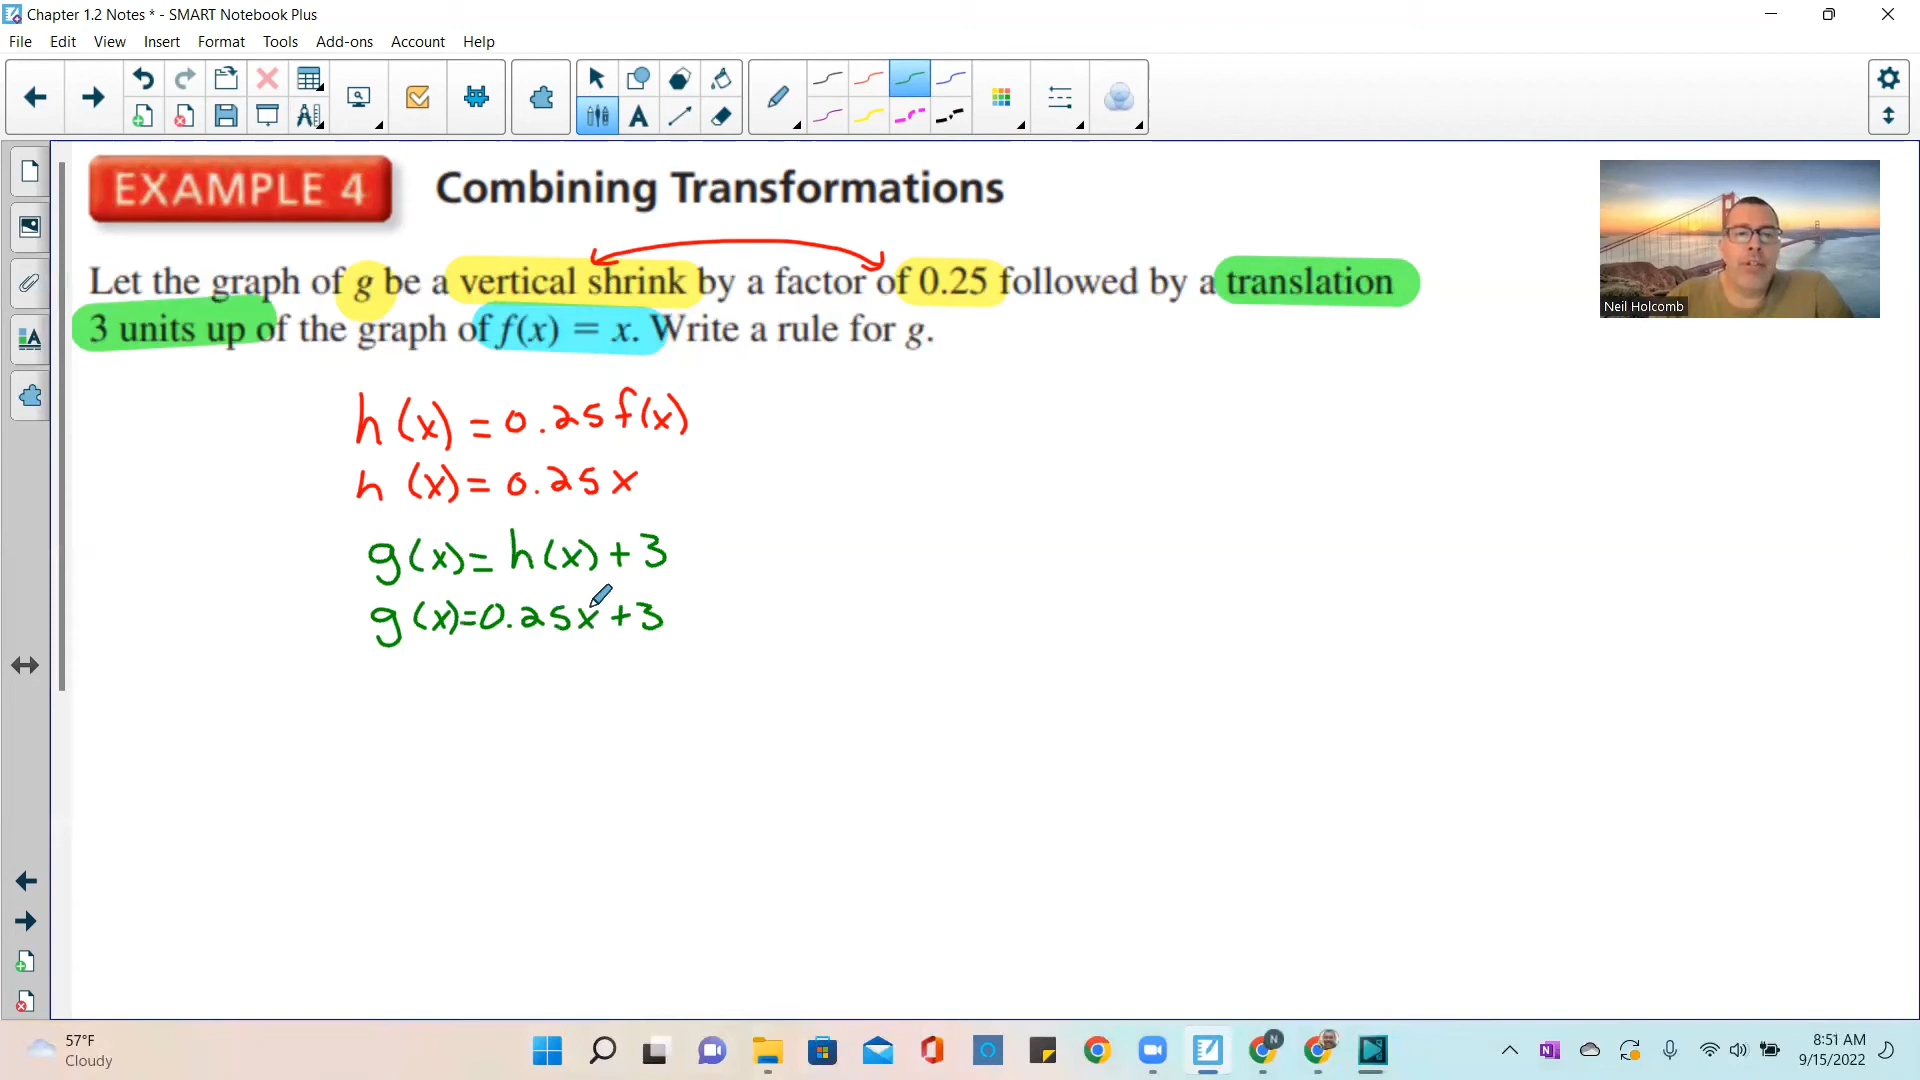 Chapter 1.2 Notes * - SMART Notebook Plus
File Edit View Insert Format Tools Add-ons Account Help
EXAMPLE 4 Combining Transformations
Let the graph of g be a vertical shrink by a factor of 0.25 followed by a translation
3 units up of the graph of f(x) = x. Write a rule for g.
Neil Holcomb
h(x) = 0.25f(x)
h(x) = 0.25x
g(x) = h(x)+3
g(x)=0.25x+3
57°F
Cloudy
8:51 AM
9/15/2022